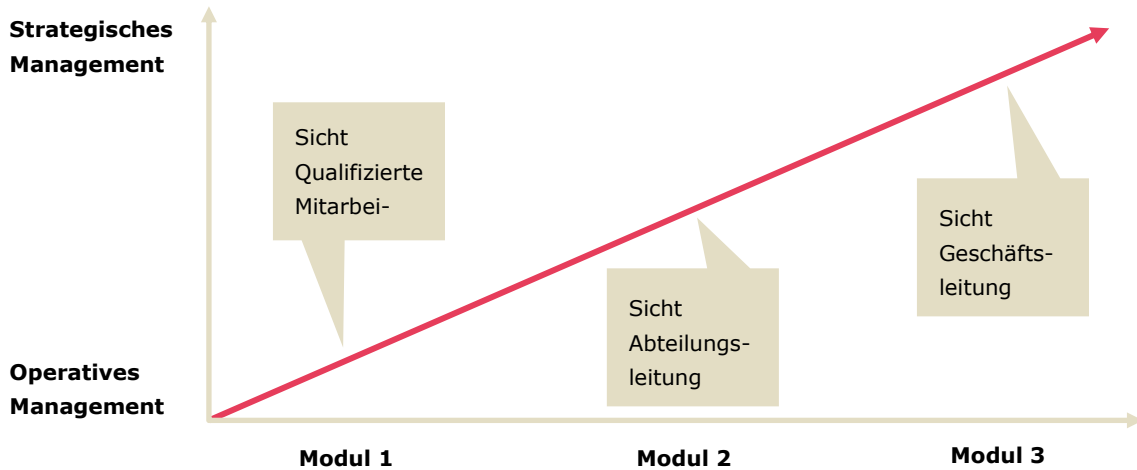 Strategisches
Management
Sicht
Qualifizierte
Mitarbei-
Sicht
Geschäfts-
leitung
Sicht
Abteilungs-
leitung
Operatives
Management
Modul 1
Modul 2
Modul 3